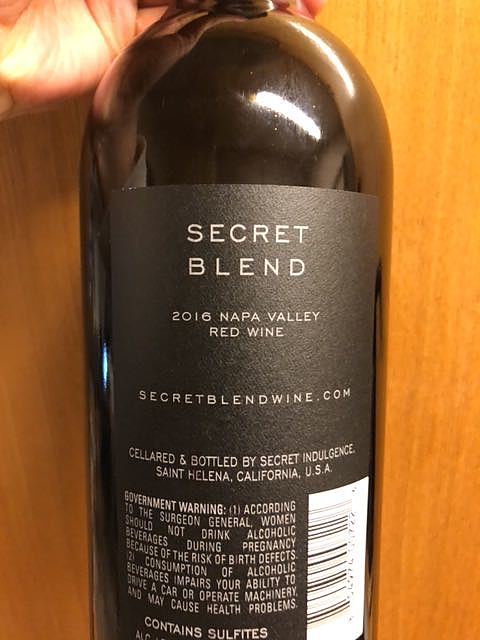 SECRET
BLEND
2016 NAPA VALLEY
RED WINE
SECRETBLENDWINE.COM
CELLARED & BOTTLED BY SECRET INDULGENCE,
SAINT HELENA, CALIFORNIA, U.S.A.
GOVERNMENT WARNING: (1) ACCORDING
TO THE SURGEON GENERAL, WOMEN
SHOULD NOT DRINK ALCOHOLIC
BEVERAGES DURING PREGNANCY
BECAUSE OF THE RISK OF BIRTH DEFECTS.
(2) CONSUMPTION OF ALCOHOLIC
BEVERAGES IMPAIRS YOUR ABILITY TO
DRIVE A CAR OR OPERATE MACHINERY,
AND MAY CAUSE HEALTH PROBLEMS.
CONTAINS SULFITES